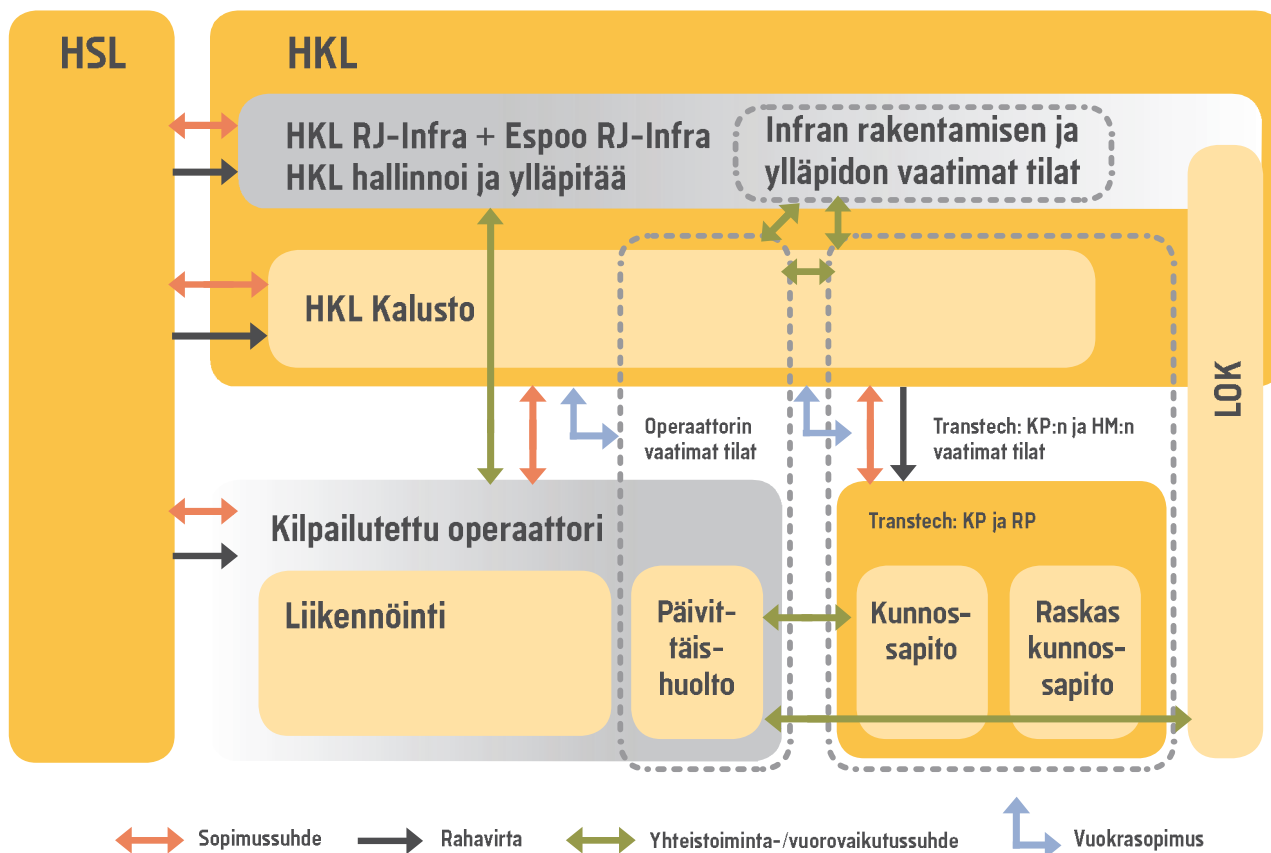 HSL
HKL
HKL RJ-Infra + Espoo RJ-Infra
HKL hallinnoi ja ylläpitää
Infran rakentamisen ja
ylläpidon vaatimat tilat
HKL Kalusto
LOK
Operaattorin
vaatimat tilat
Transtech: KP:n ja HM:n
vaatimat tilat
Kilpailutettu operaattori
Liikennöinti
Päivit-
täis-
huolto
Transtech: KP ja RP
Kunnos-
sapito
Raskas
kunnos-
sapito
Sopimussuhde
Rahavirta
Yhteistoiminta-/vuorovaikutussuhde
Vuokrasopimus